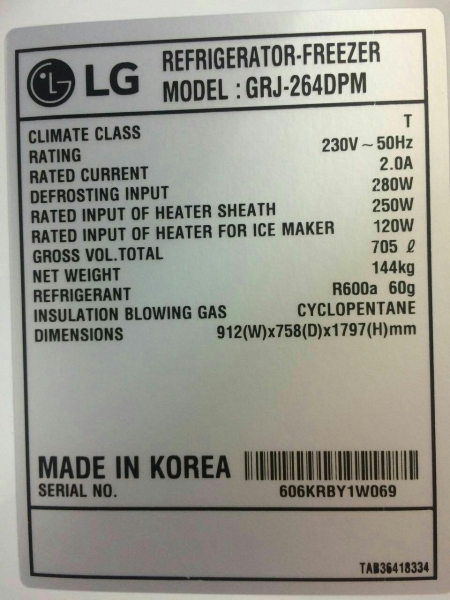 LG
REFRIGERATOR-FREEZER
MODEL : GRJ-264DPM
CLIMATE CLASS T
RATING 230V ~ 50Hz
RATED CURRENT 2.0A
DEFROSTING INPUT 280W
RATED INPUT OF HEATER SHEATH 250W
RATED INPUT OF HEATER FOR ICE MAKER 120W
GROSS VOL.TOTAL 705 ℓ
NET WEIGHT 144kg
REFRIGERANT R600a 60g
INSULATION BLOWING GAS CYCLOPENTANE
DIMENSIONS 912(W)x758(D)x1797(H)mm
MADE IN KOREA
SERIAL NO. 606KRBY1W069
TAB36418334